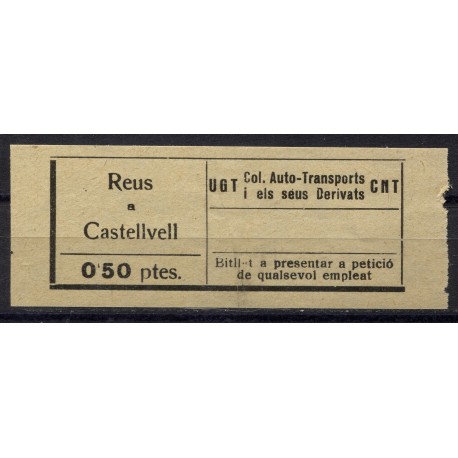 Reus
a
Castellvell
0'50 ptes.
UGT Col. Auto-Transports CNT
i els seus Derivats
Bitll-t a presentar a petició
de qualsevol empleat